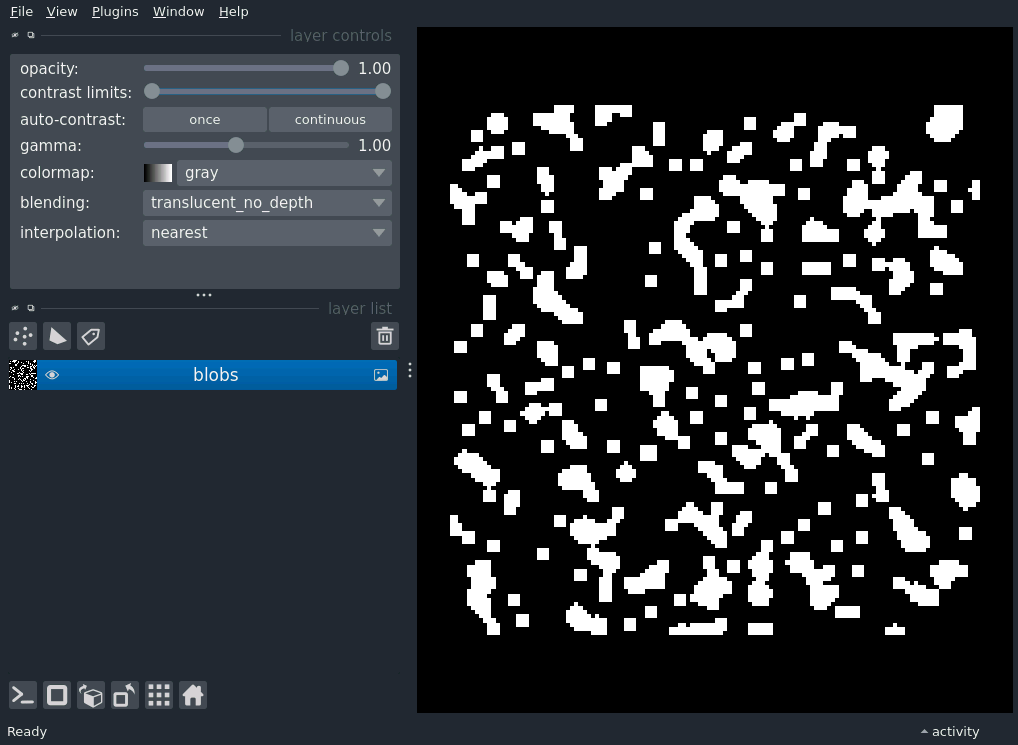 File View Plugins Window Help
layer controls
opacity: 1.00
contrast limits:
auto-contrast: once continuous
gamma: 1.00
colormap: gray
blending: translucent_no_depth
interpolation: nearest
layer list
blobs
Ready activity